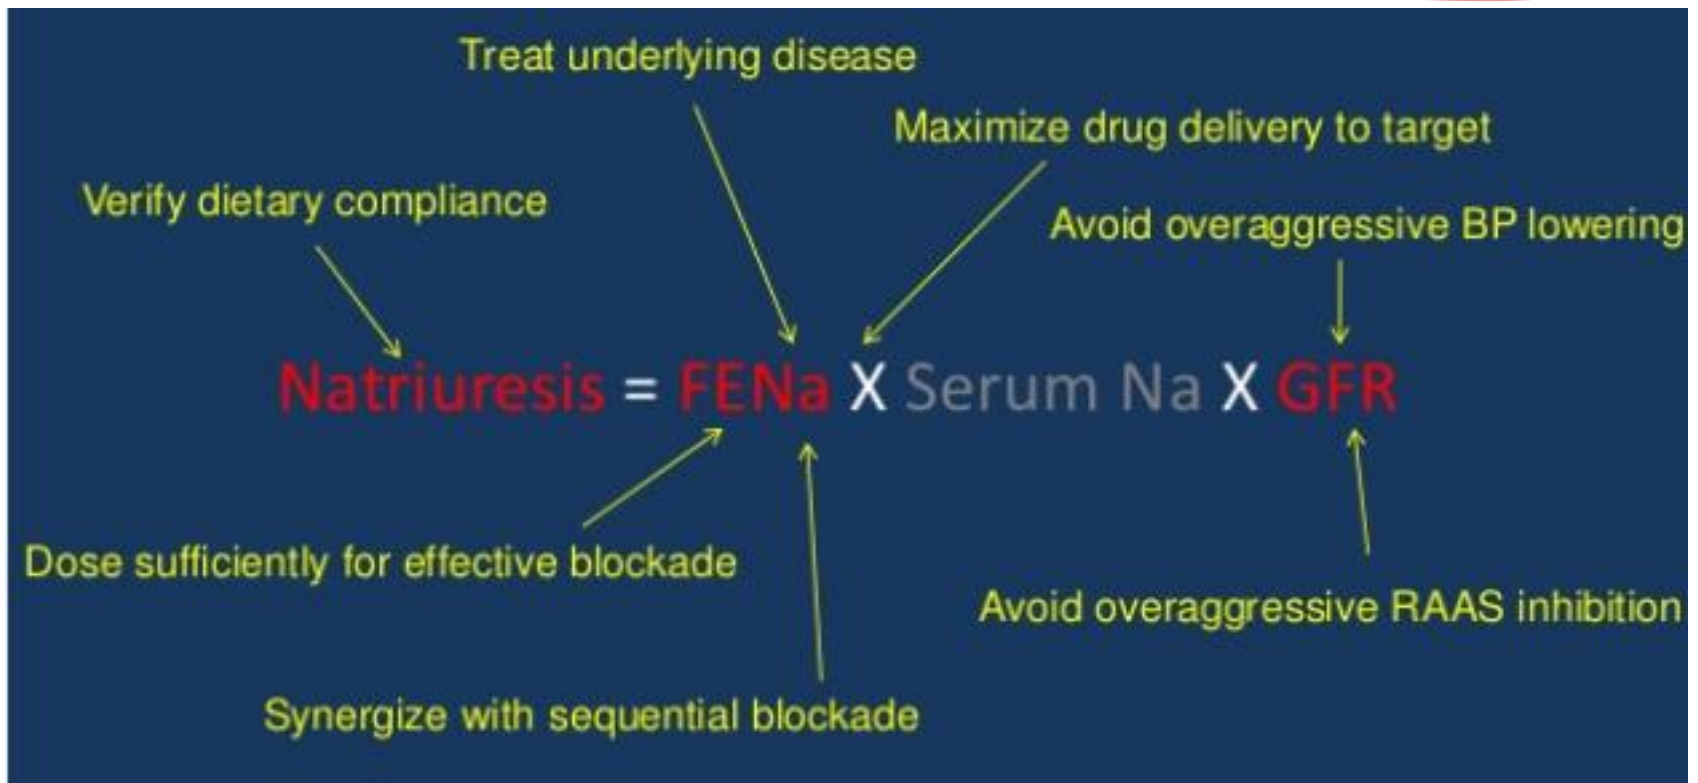 Treat underlying disease
Maximize drug delivery to target
Verify dietary compliance
Avoid overaggressive BP lowering
Natriuresis = FENa X Serum Na X GFR
Dose sufficiently for effective blockade
Avoid overaggressive RAAS inhibition
Synergize with sequential blockade